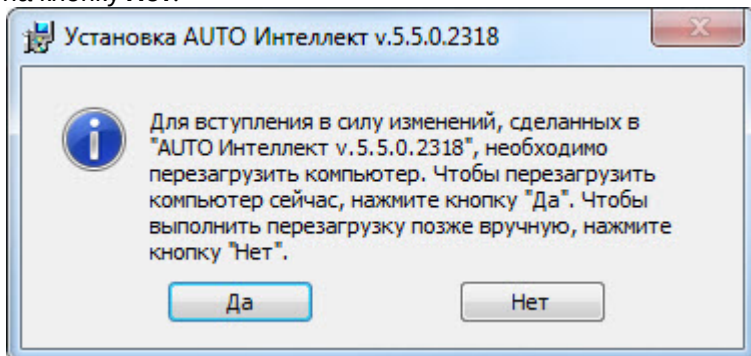 Установка AUTO Интеллект v.5.5.0.2318
Для вступления в силу изменений, сделанных в
"AUTO Интеллект v.5.5.0.2318", необходимо
перезагрузить компьютер. Чтобы перезагрузить
компьютер сейчас, нажмите кнопку "Да". Чтобы
выполнить перезагрузку позже вручную, нажмите
кнопку "Нет".
Да Нет